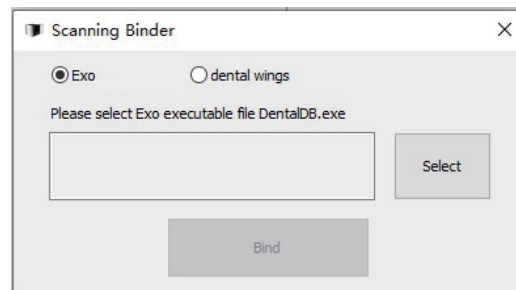 Scanning Binder
Exo dental wings
Please select Exo executable file DentalDB.exe
Select
Bind